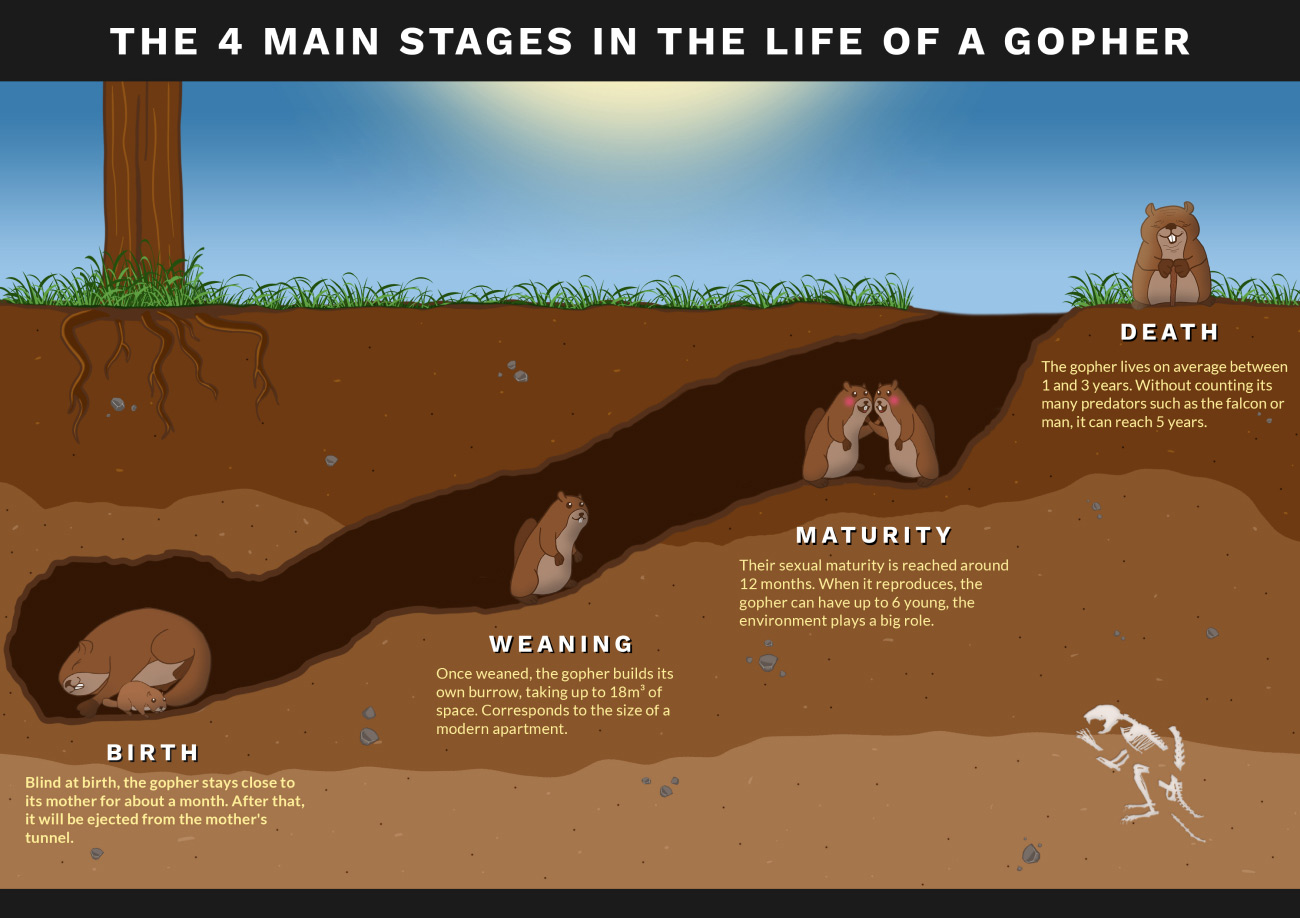 THE 4 MAIN STAGES IN THE LIFE OF A GOPHER
DEATH
The gopher lives on average between
1 and 3 years. Without counting its
many predators such as the falcon or
man, it can reach 5 years.
MATURITY
Their sexual maturity is reached around
12 months. When it reproduces, the
gopher can have up to 6 young, the
environment plays a big role.
WEANING
Once weaned, the gopher builds its
own burrow, taking up to 18m³ of
space. Corresponds to the size of a
modern apartment.
BIRTH
Blind at birth, the gopher stays close to
its mother for about a month. After that,
it will be ejected from the mother's
tunnel.